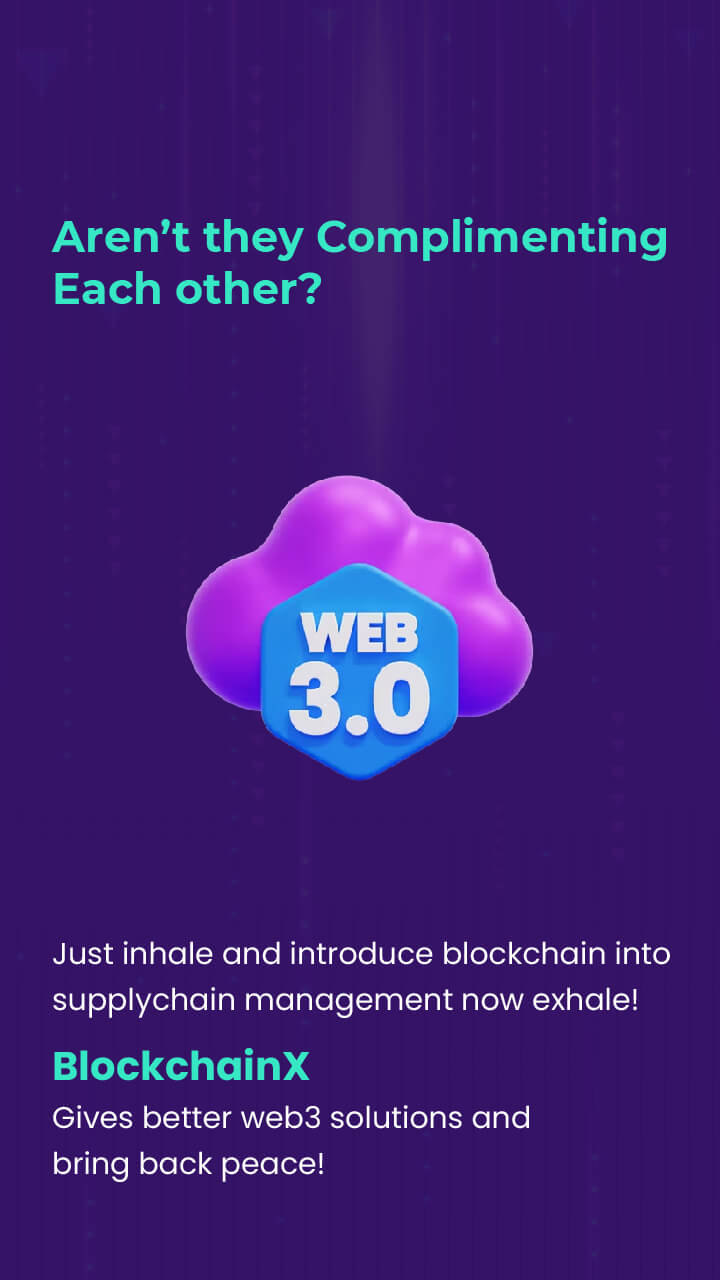 Aren’t they Complimenting
Each other?
WEB
3.0
Just inhale and introduce blockchain into
supplychain management now exhale!
BlockchainX
Gives better web3 solutions and
bring back peace!